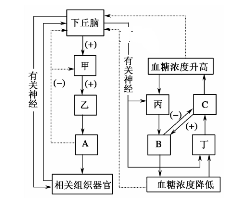 下丘脑
(+)
甲
(+)
(−)
乙
A
相关组织器官
有关神经
有关神经
血糖浓度升高
丙
C
(−)
(+)
B
丁
血糖浓度降低